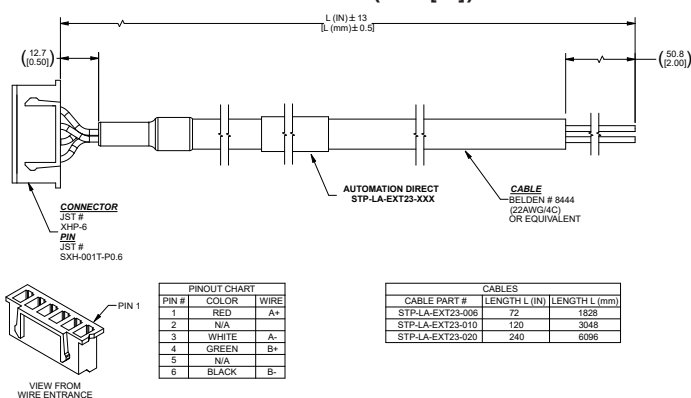 L (IN) ± 13
[L (mm)± 0.5]
(12.7
[0.50])
(50.8
[2.00])
AUTOMATION DIRECT
STP-LA-EXT23-XXX
CABLE
BELDEN # 8444
(22AWG/4C)
OR EQUIVALENT
CONNECTOR
JST #
XHP-6
PIN
JST #
SXH-001T-P0.6
PIN 1
VIEW FROM
WIRE ENTRANCE
PINOUT CHART
PIN # COLOR WIRE
1 RED A+
2 N/A
3 WHITE A-
4 GREEN B+
5 N/A
6 BLACK B-
CABLES
CABLE PART # LENGTH L (IN) LENGTH L (mm)
STP-LA-EXT23-006 72 1828
STP-LA-EXT23-010 120 3048
STP-LA-EXT23-020 240 6096